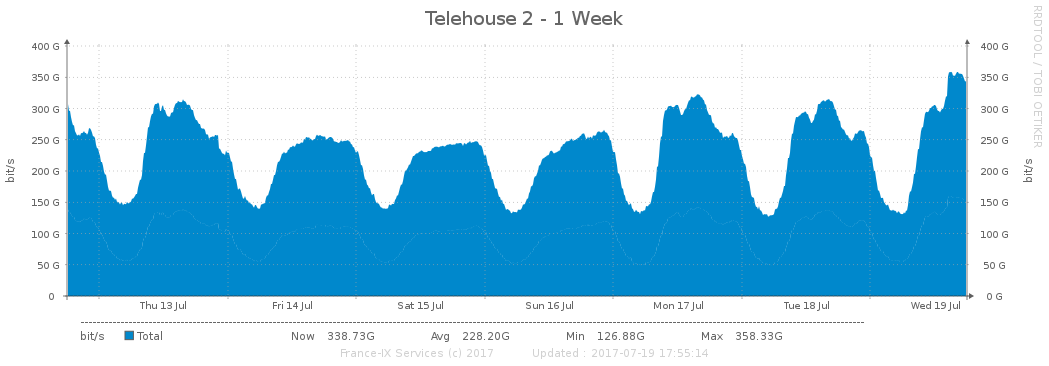 Telehouse 2 - 1 Week
RRDTOOL / TOBI OETIKER
400 G 400 G
350 G 350 G
300 G 300 G
250 G 250 G
200 G 200 G
150 G 150 G
100 G 100 G
50 G 50 G
0 0 G
bit/s
bit/s
Thu 13 Jul Fri 14 Jul Sat 15 Jul Sun 16 Jul Mon 17 Jul Tue 18 Jul Wed 19 Jul
bit/s Total Now 338.73G Avg 228.20G Min 126.88G Max 358.33G
France-IX Services (c) 2017 Updated : 2017-07-19 17:55:14